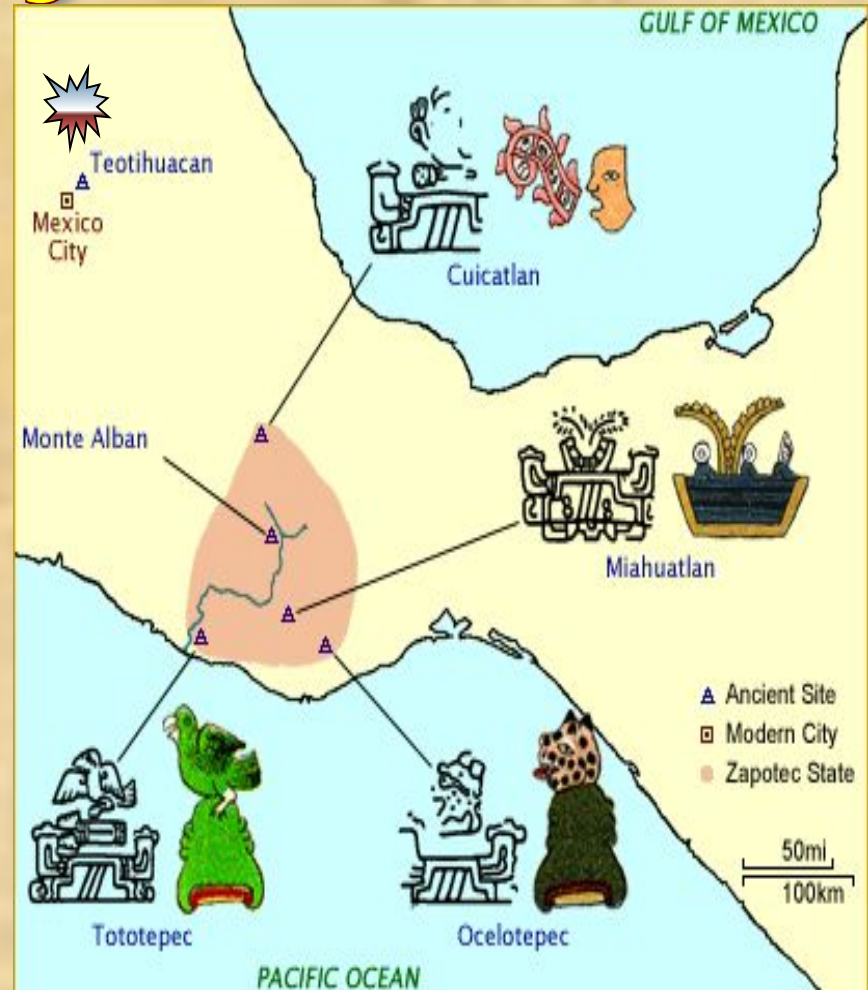 GULF OF MEXICO
Teotihuacan
Mexico
City
Cuicatlan
Monte Alban
Miahuatlan
Ancient Site
Modern City
Zapotec State
50mi
100km
Tototepec
Ocelotepec
PACIFIC OCEAN